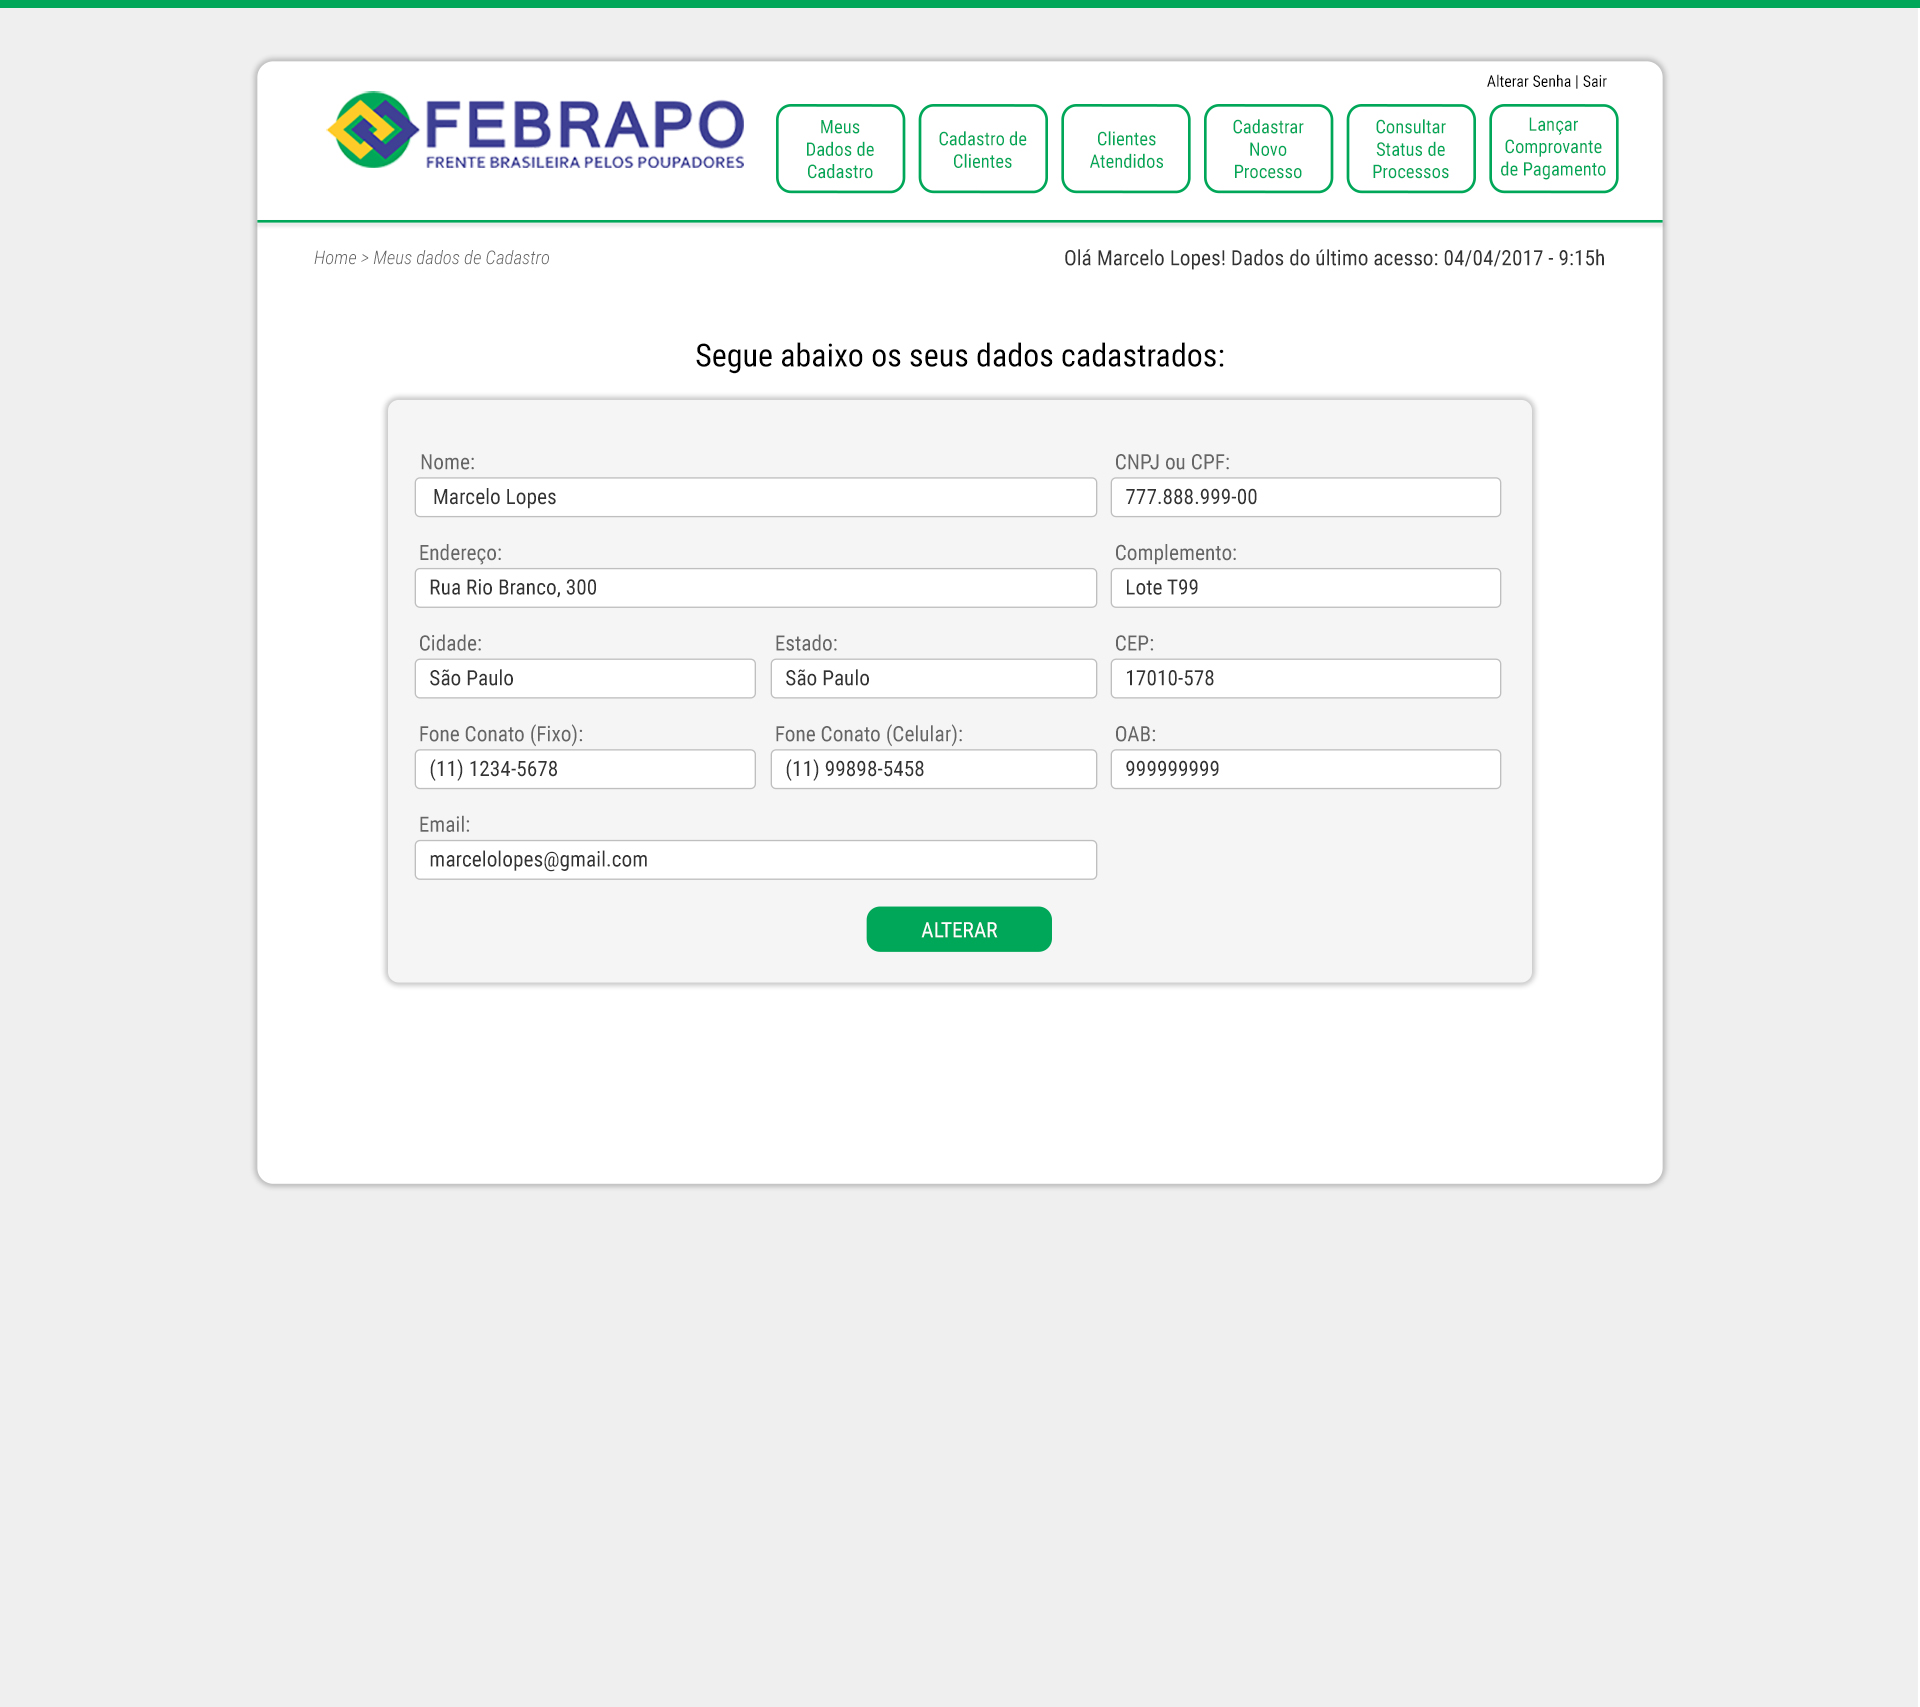 Alterar Senha | Sair
FEBRAPO
FRENTE BRASILEIRA PELOS POUPADORES
Meus
Dados de
Cadastro
Cadastro de
Clientes
Clientes
Atendidos
Cadastrar
Novo
Processo
Consultar
Status de
Processos
Lançar
Comprovante
de Pagamento
Home > Meus dados de Cadastro
Olá Marcelo Lopes! Dados do último acesso: 04/04/2017 - 9:15h
Segue abaixo os seus dados cadastrados:
Nome:
Marcelo Lopes
CNPJ ou CPF:
777.888.999-00
Endereço:
Rua Rio Branco, 300
Complemento:
Lote T99
Cidade:
São Paulo
Estado:
São Paulo
CEP:
17010-578
Fone Conato (Fixo):
(11) 1234-5678
Fone Conato (Celular):
(11) 99898-5458
OAB:
999999999
Email:
marcelolopes@gmail.com
ALTERAR